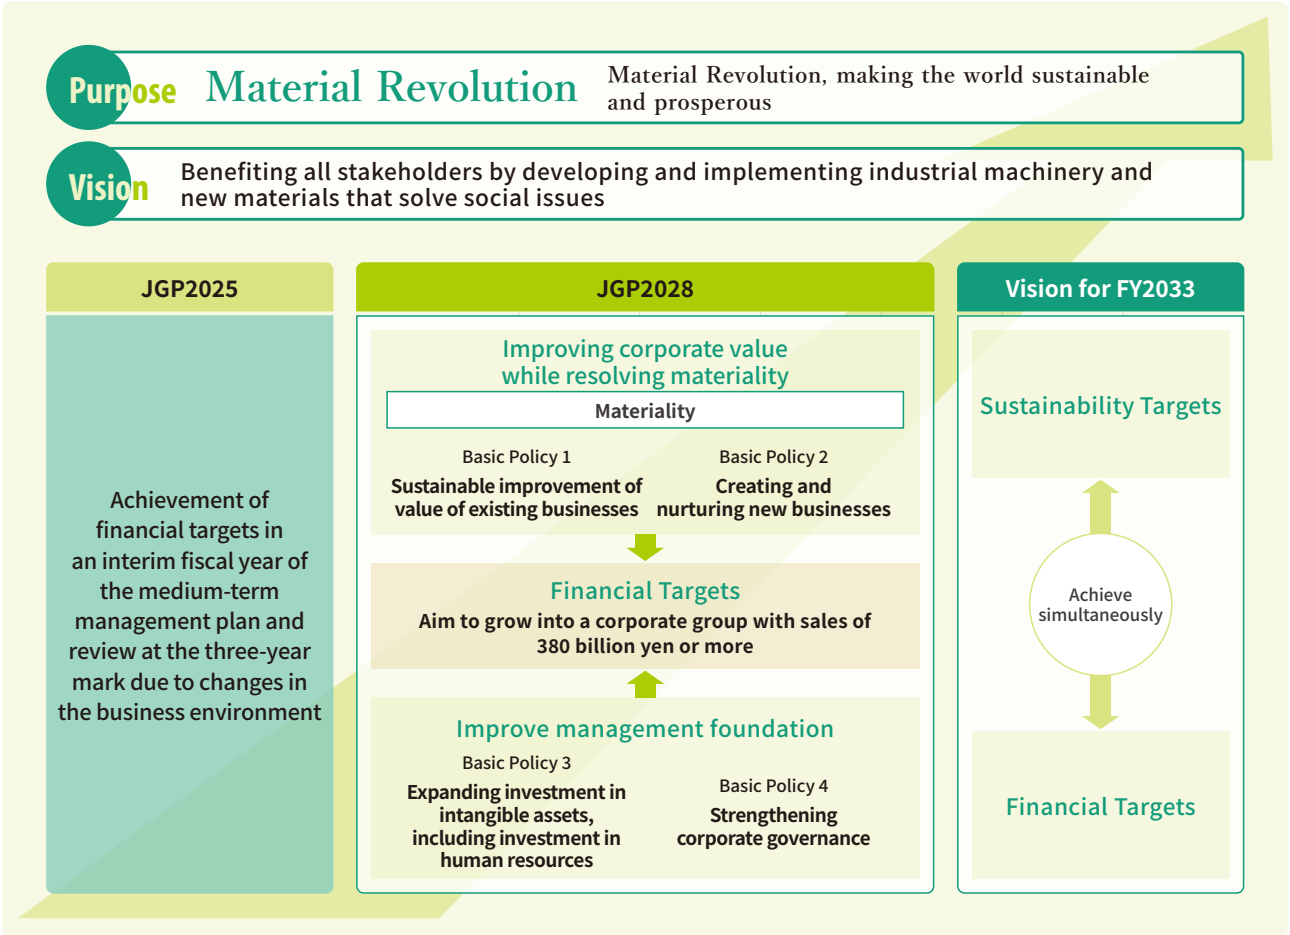 Purpose
Material Revolution
Material Revolution, making the world sustainable
and prosperous
Vision
Benefiting all stakeholders by developing and implementing industrial machinery and
new materials that solve social issues
JGP2025
Achievement of
financial targets in
an interim fiscal year of
the medium-term
management plan and
review at the three-year
mark due to changes in
the business environment
JGP2028
Improving corporate value
while resolving materiality
Materiality
Basic Policy 1
Sustainable improvement of
value of existing businesses
Basic Policy 2
Creating and
nurturing new businesses
Financial Targets
Aim to grow into a corporate group with sales of
380 billion yen or more
Improve management foundation
Basic Policy 3
Expanding investment in
intangible assets,
including investment in
human resources
Basic Policy 4
Strengthening
corporate governance
Vision for FY2033
Sustainability Targets
Achieve
simultaneously
Financial Targets